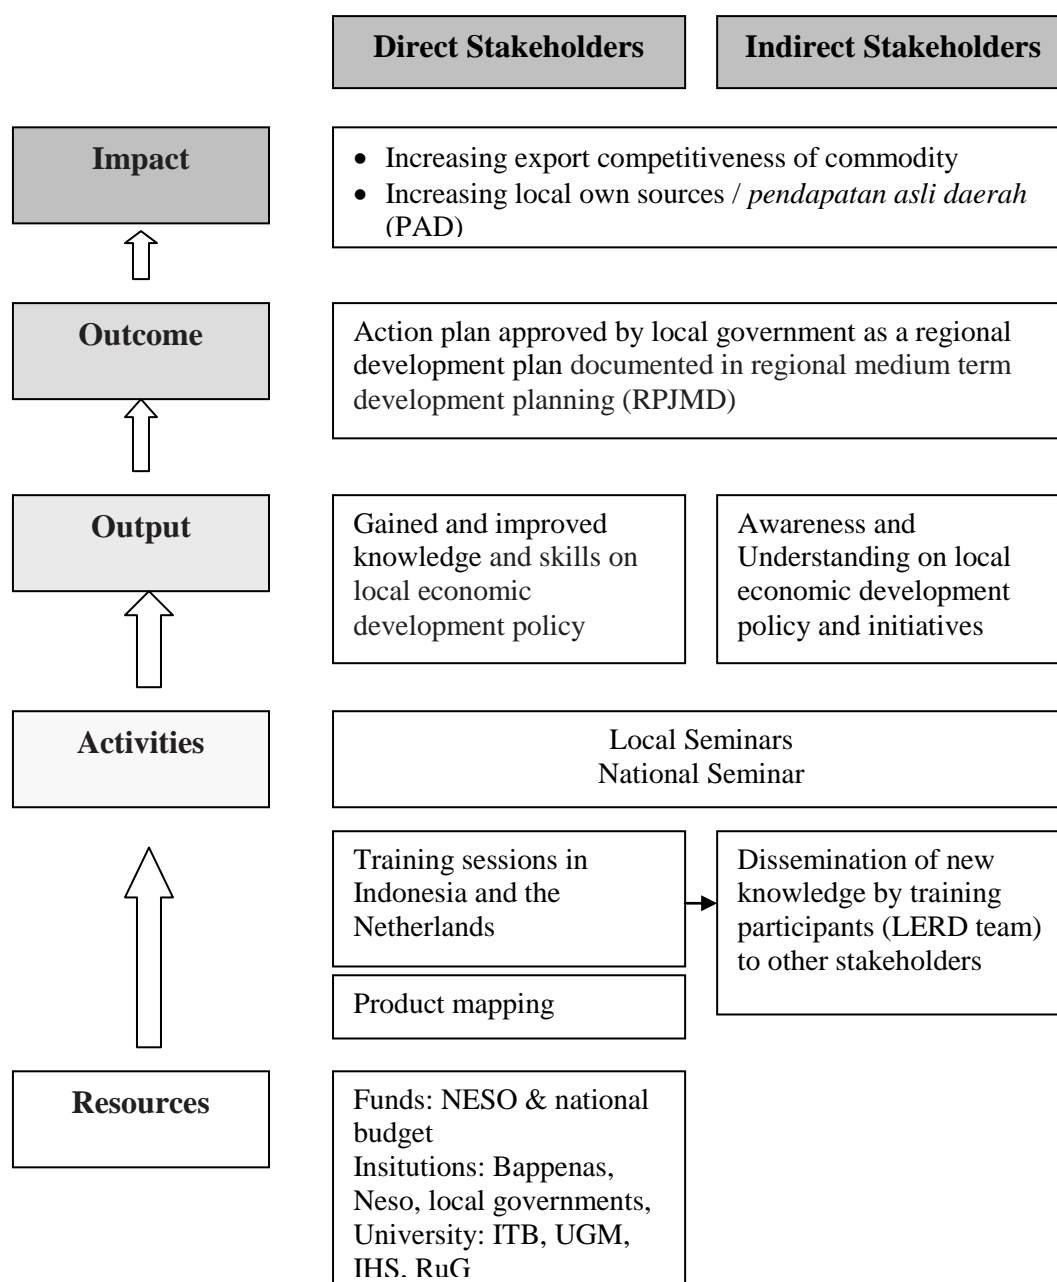 Direct Stakeholders
Indirect Stakeholders
Impact
• Increasing export competitiveness of commodity
• Increasing local own sources / pendapatan asli daerah
(PAD)
Outcome
Action plan approved by local government as a regional
development plan documented in regional medium term
development planning (RPJMD)
Output
Gained and improved
knowledge and skills on
local economic
development policy
Awareness and
Understanding on local
economic development
policy and initiatives
Activities
Local Seminars
National Seminar
Training sessions in
Indonesia and the
Netherlands
Dissemination of new
knowledge by training
participants (LERD team)
to other stakeholders
Product mapping
Resources
Funds: NESO & national
budget
Insitutions: Bappenas,
Neso, local governments,
University: ITB, UGM,
IHS, RuG